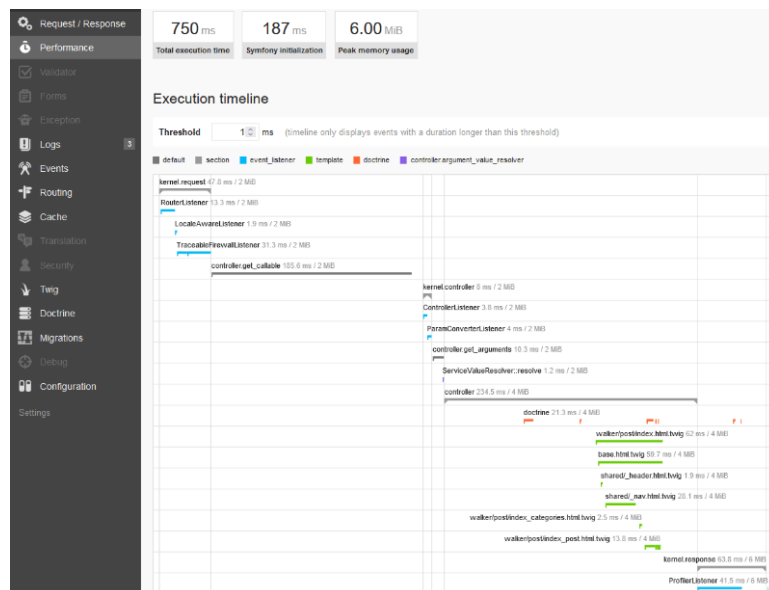 Request / Response
Performance
Validator
Forms
Exception
Logs 3
Events
Routing
Cache
Translation
Security
Twig
Doctrine
Migrations
Debug
Configuration
Settings
750 ms
Total execution time
187 ms
Symfony initialization
6.00 MiB
Peak memory usage
Execution timeline
Threshold 1 ms (timeline only displays events with a duration longer than this threshold)
default section event_listener template doctrine controller.argument_value_resolver
kernel.request 47.8 ms / 2 MiB
RouterListener 13.3 ms / 2 MiB
LocaleAwareListener 1.9 ms / 2 MiB
TraceableFirewallListener 31.3 ms / 2 MiB
controller.get_callable 185.6 ms / 2 MiB
kernel.controller 8 ms / 2 MiB
ControllerListener 3.8 ms / 2 MiB
ParamConverterListener 4 ms / 2 MiB
controller.get_arguments 10.3 ms / 2 MiB
ServiceValueResolver::resolve 1.2 ms / 2 MiB
controller 234.5 ms / 4 MiB
doctrine 21.3 ms / 4 MiB
walker/post/index.html.twig 62 ms / 4 MiB
base.html.twig 59.7 ms / 4 MiB
shared/_header.html.twig 1.9 ms / 4 MiB
shared/_nav.html.twig 28.1 ms / 4 MiB
walker/post/index_categories.html.twig 2.5 ms / 4 MiB
walker/post/index_post.html.twig 13.8 ms / 4 MiB
kernel.response 63.8 ms / 6 MiB
ProfilerListener 41.5 ms / 6 MiB